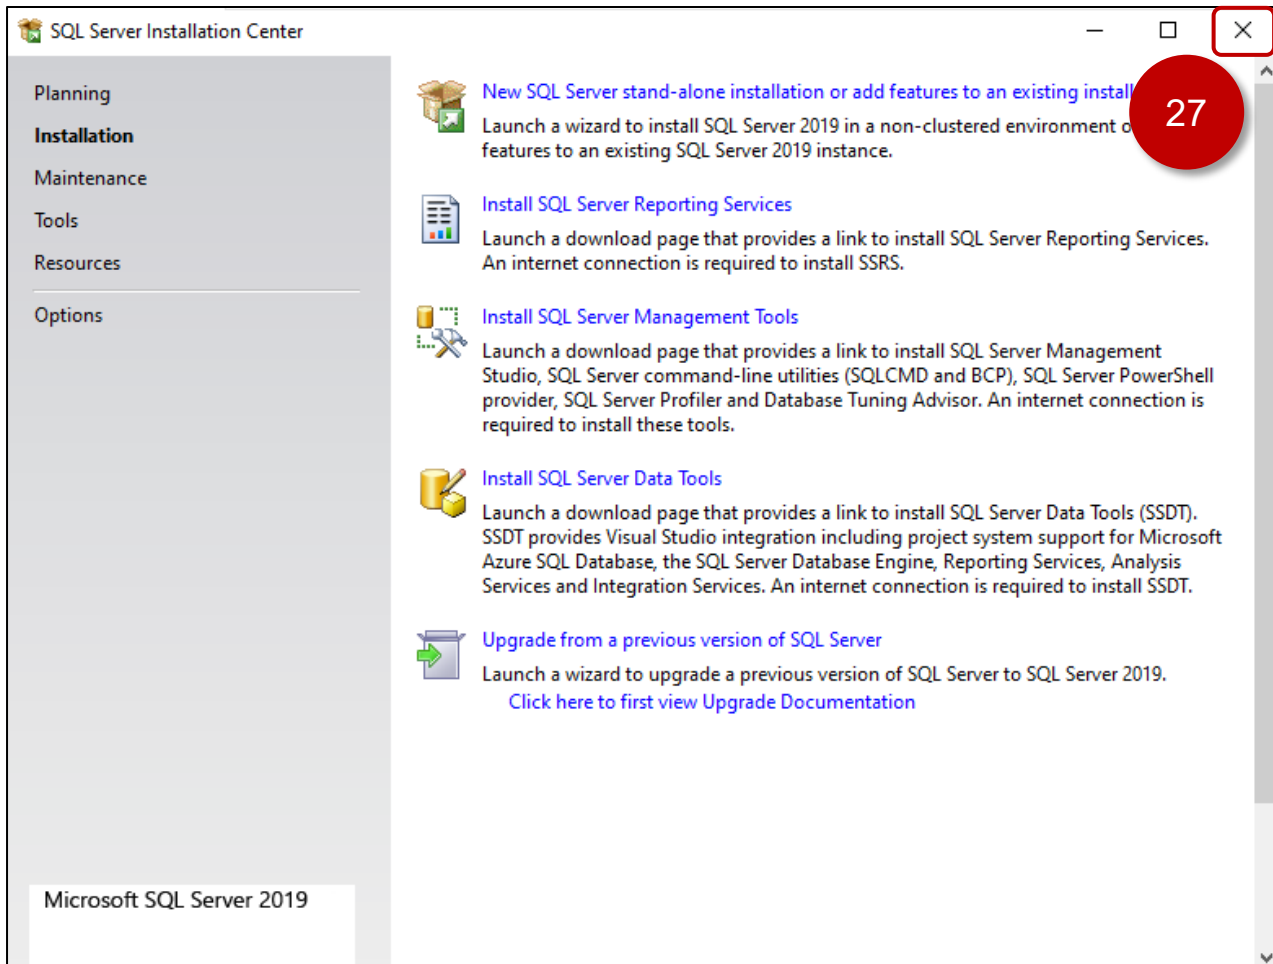 SQL Server Installation Center
Planning
Installation
Maintenance
Tools
Resources
Options
Microsoft SQL Server 2019
New SQL Server stand-alone installation or add features to an existing
27
Launch a wizard to install SQL Server 2019 in a non-clustered environment
features to an existing SQL Server 2019 instance.
Install SQL Server Reporting Services
Launch a download page that provides a link to install SQL Server Reporting Services.
An internet connection is required to install SSRS.
Install SQL Server Management Tools
Launch a download page that provides a link to install SQL Server Management
Studio, SQL Server command-line utilities (SQLCMD and BCP), SQL Server PowerShell
provider, SQL Server Profiler and Database Tuning Advisor. An internet connection is
required to install these tools.
Install SQL Server Data Tools
Launch a download page that provides a link to install SQL Server Data Tools (SSDT).
SSDT provides Visual Studio integration including project system support for Microsoft
Azure SQL Database, the SQL Server Database Engine, Reporting Services, Analysis
Services and Integration Services. An internet connection is required to install SSDT.
Upgrade from a previous version of SQL Server
Launch a wizard to upgrade a previous version of SQL Server to SQL Server 2019.
Click here to first view Upgrade Documentation